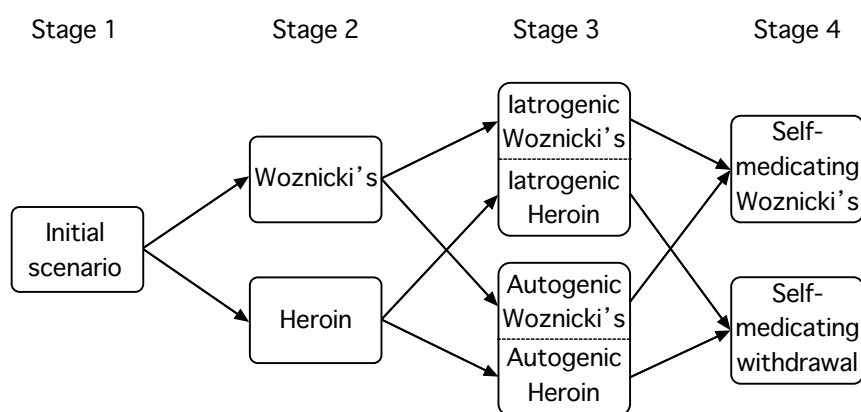 Stage 1
Stage 2
Stage 3
Stage 4
Initial
scenario
Woznicki's
Heroin
Iatrogenic
Woznicki's
Iatrogenic
Heroin
Autogenic
Woznicki's
Autogenic
Heroin
Self-
medicating
Woznicki's
Self-
medicating
withdrawal